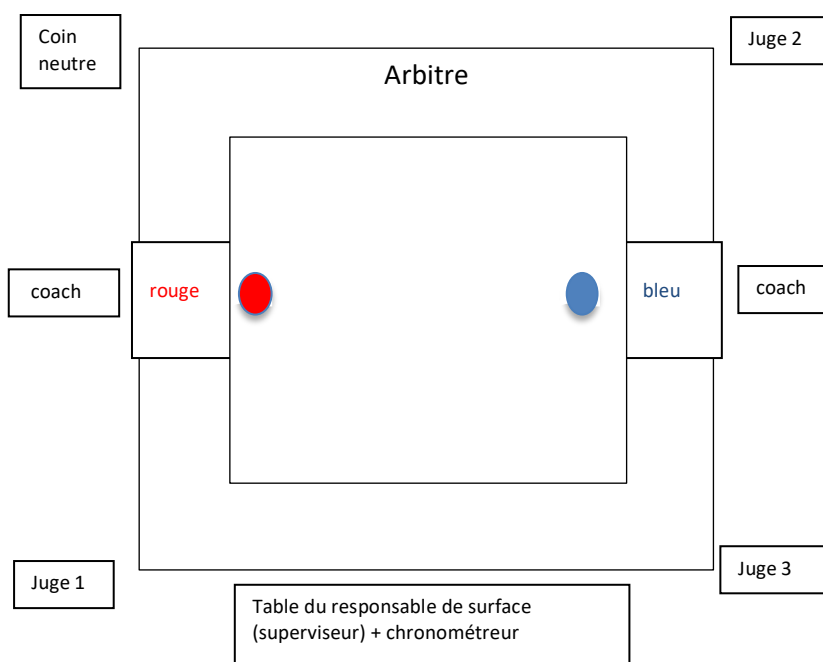 Coin
neutre
Juge 2
Arbitre
coach
rouge
bleu
coach
Juge 1
Juge 3
Table du responsable de surface
(superviseur) + chronométreur